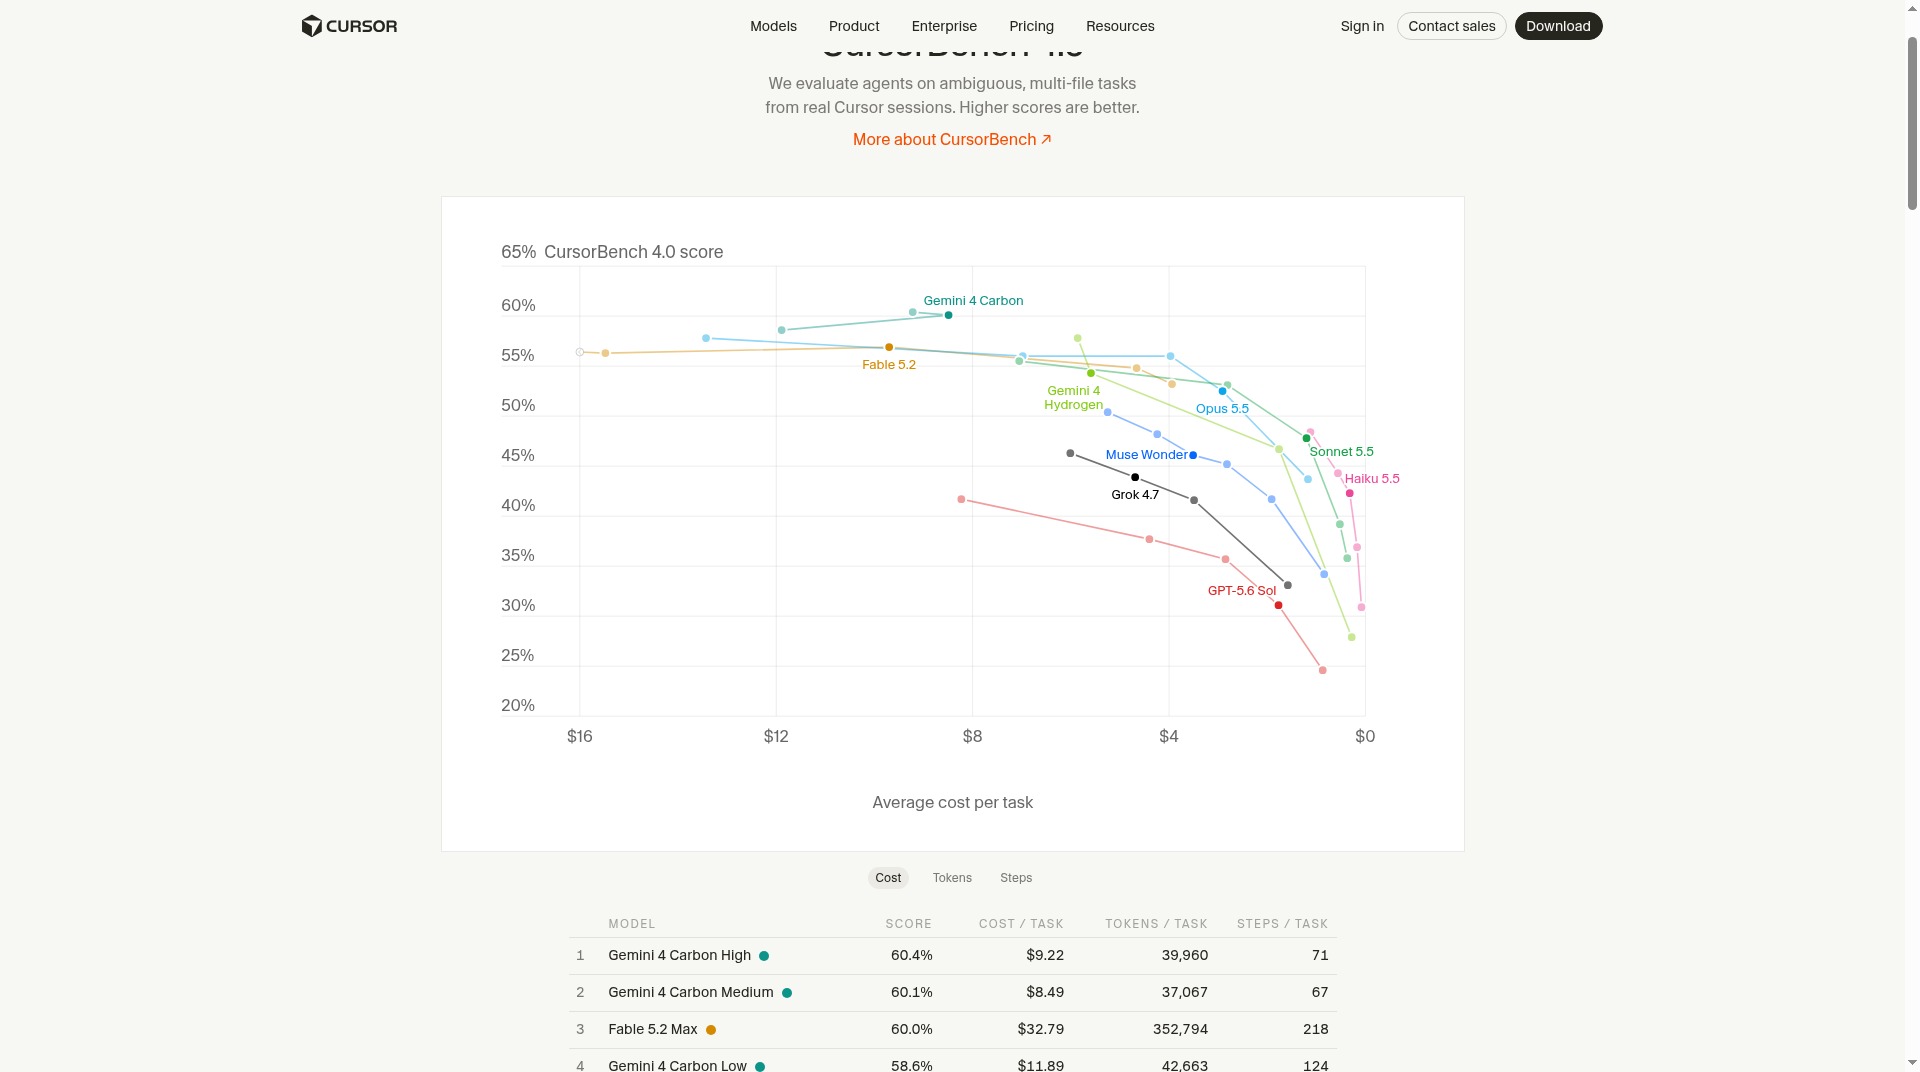 CURSOR
Models Product Enterprise Pricing Resources
Sign in Contact sales Download
We evaluate agents on ambiguous, multi-file tasks
from real Cursor sessions. Higher scores are better.
More about CursorBench ↗
65% CursorBench 4.0 score
60%
55%
50%
45%
40%
35%
30%
25%
20%
Gemini 4 Carbon
Fable 5.2
Gemini 4
Hydrogen
Opus 5.5
Muse Wonder
Sonnet 5.5
Haiku 5.5
Grok 4.7
GPT-5.6 Sol
$16 $12 $8 $4 $0
Average cost per task
Cost Tokens Steps
MODEL SCORE COST / TASK TOKENS / TASK STEPS / TASK
1 Gemini 4 Carbon High 60.4% $9.22 39,960 71
2 Gemini 4 Carbon Medium 60.1% $8.49 37,067 67
3 Fable 5.2 Max 60.0% $32.79 352,794 218
4 Gemini 4 Carbon Low 58.6% $11.89 42,663 124